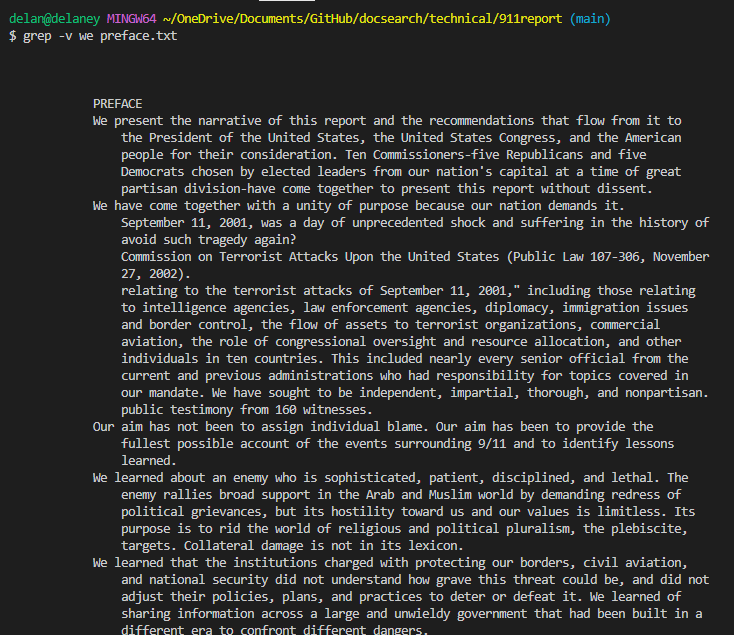 delan@delaney MINGW64 ~/OneDrive/Documents/GitHub/docsearch/technical/911report (main)
$ grep -v we preface.txt
PREFACE
We present the narrative of this report and the recommendations that flow from it to
the President of the United States, the United States Congress, and the American
people for their consideration. Ten Commissioners-five Republicans and five
Democrats chosen by elected leaders from our nation's capital at a time of great
partisan division-have come together to present this report without dissent.
We have come together with a unity of purpose because our nation demands it.
September 11, 2001, was a day of unprecedented shock and suffering in the history of
avoid such tragedy again?
Commission on Terrorist Attacks Upon the United States (Public Law 107-306, November
27, 2002).
relating to the terrorist attacks of September 11, 2001," including those relating
to intelligence agencies, law enforcement agencies, diplomacy, immigration issues
and border control, the flow of assets to terrorist organizations, commercial
aviation, the role of congressional oversight and resource allocation, and other
individuals in ten countries. This included nearly every senior official from the
current and previous administrations who had responsibility for topics covered in
our mandate. We have sought to be independent, impartial, thorough, and nonpartisan.
public testimony from 160 witnesses.
Our aim has not been to assign individual blame. Our aim has been to provide the
fullest possible account of the events surrounding 9/11 and to identify lessons
learned.
We learned about an enemy who is sophisticated, patient, disciplined, and lethal. The
enemy rallies broad support in the Arab and Muslim world by demanding redress of
political grievances, but its hostility toward us and our values is limitless. Its
purpose is to rid the world of religious and political pluralism, the plebiscite,
targets. Collateral damage is not in its lexicon.
We learned that the institutions charged with protecting our borders, civil aviation,
and national security did not understand how grave this threat could be, and did not
adjust their policies, plans, and practices to deter or defeat it. We learned of
sharing information across a large and unwieldy government that had been built in a
different era to confront different dangers.